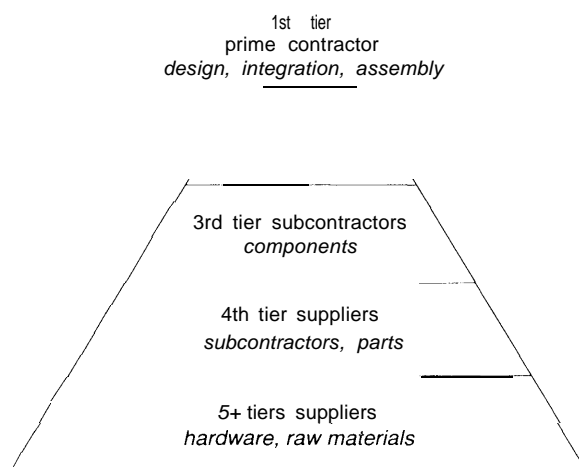 1st tier
prime contractor
design, integration, assembly
3rd tier subcontractors
components
4th tier suppliers
subcontractors, parts
5+ tiers suppliers
hardware, raw materials